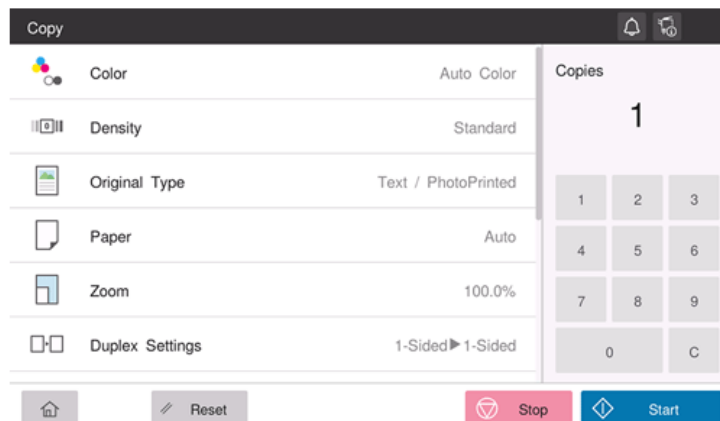 Copy
Color Auto Color
Density Standard
Original Type Text / PhotoPrinted
Paper Auto
Zoom 100.0%
Duplex Settings 1-Sided▶1-Sided
Copies
1
1 2 3
4 5 6
7 8 9
0 C
Reset
Stop
Start